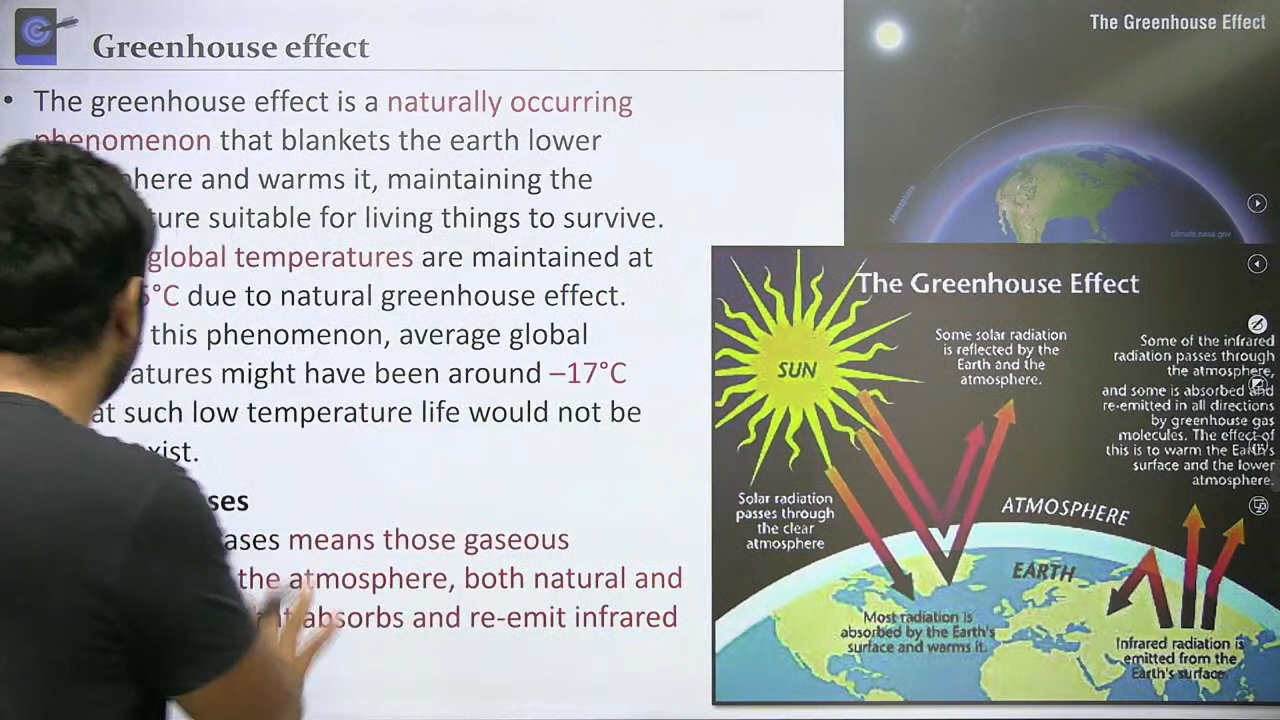 Greenhouse effect
• The greenhouse effect is a naturally occurring
phenomenon that blankets the earth lower
and warms it, maintaining the
suitable for living things to survive.
global temperatures are maintained at
°C due to natural greenhouse effect.
this phenomenon, average global
might have been around –17°C
at such low temperature life would not be
The Greenhouse Effect
Atmosphere
climate.nasa.gov
The Greenhouse Effect
SUN
Some solar radiation
is reflected by the
Earth and the
atmosphere.
Some of the infrared
radiation passes through
the atmosphere,
and some is absorbed and
re-emitted in all directions
by greenhouse gas
molecules. The effect of
this is to warm the Earth's
surface and the lower
atmosphere.
Solar radiation
passes through
the clear
atmosphere
ATMOSPHERE
EARTH
Most radiation is
absorbed by the Earth's
surface and warms it.
Infrared radiation is
emitted from the
Earth's surface.
means those gaseous
the atmosphere, both natural and
absorbs and re-emit infrared